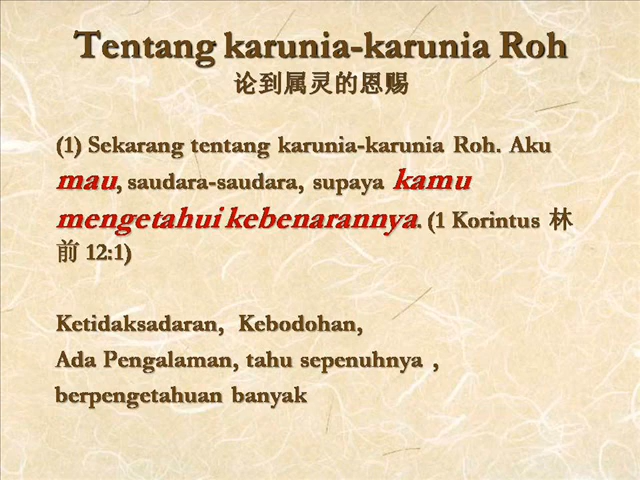 Tentang karunia-karunia Roh
论到属灵的恩赐
(1) Sekarang tentang karunia-karunia Roh. Aku
mau, saudara-saudara, supaya kamu
mengetahui kebenarannya. (1 Korintus 林
前 12:1)
Ketidaksadaran, Kebodohan,
Ada Pengalaman, tahu sepenuhnya ,
berpengetahuan banyak